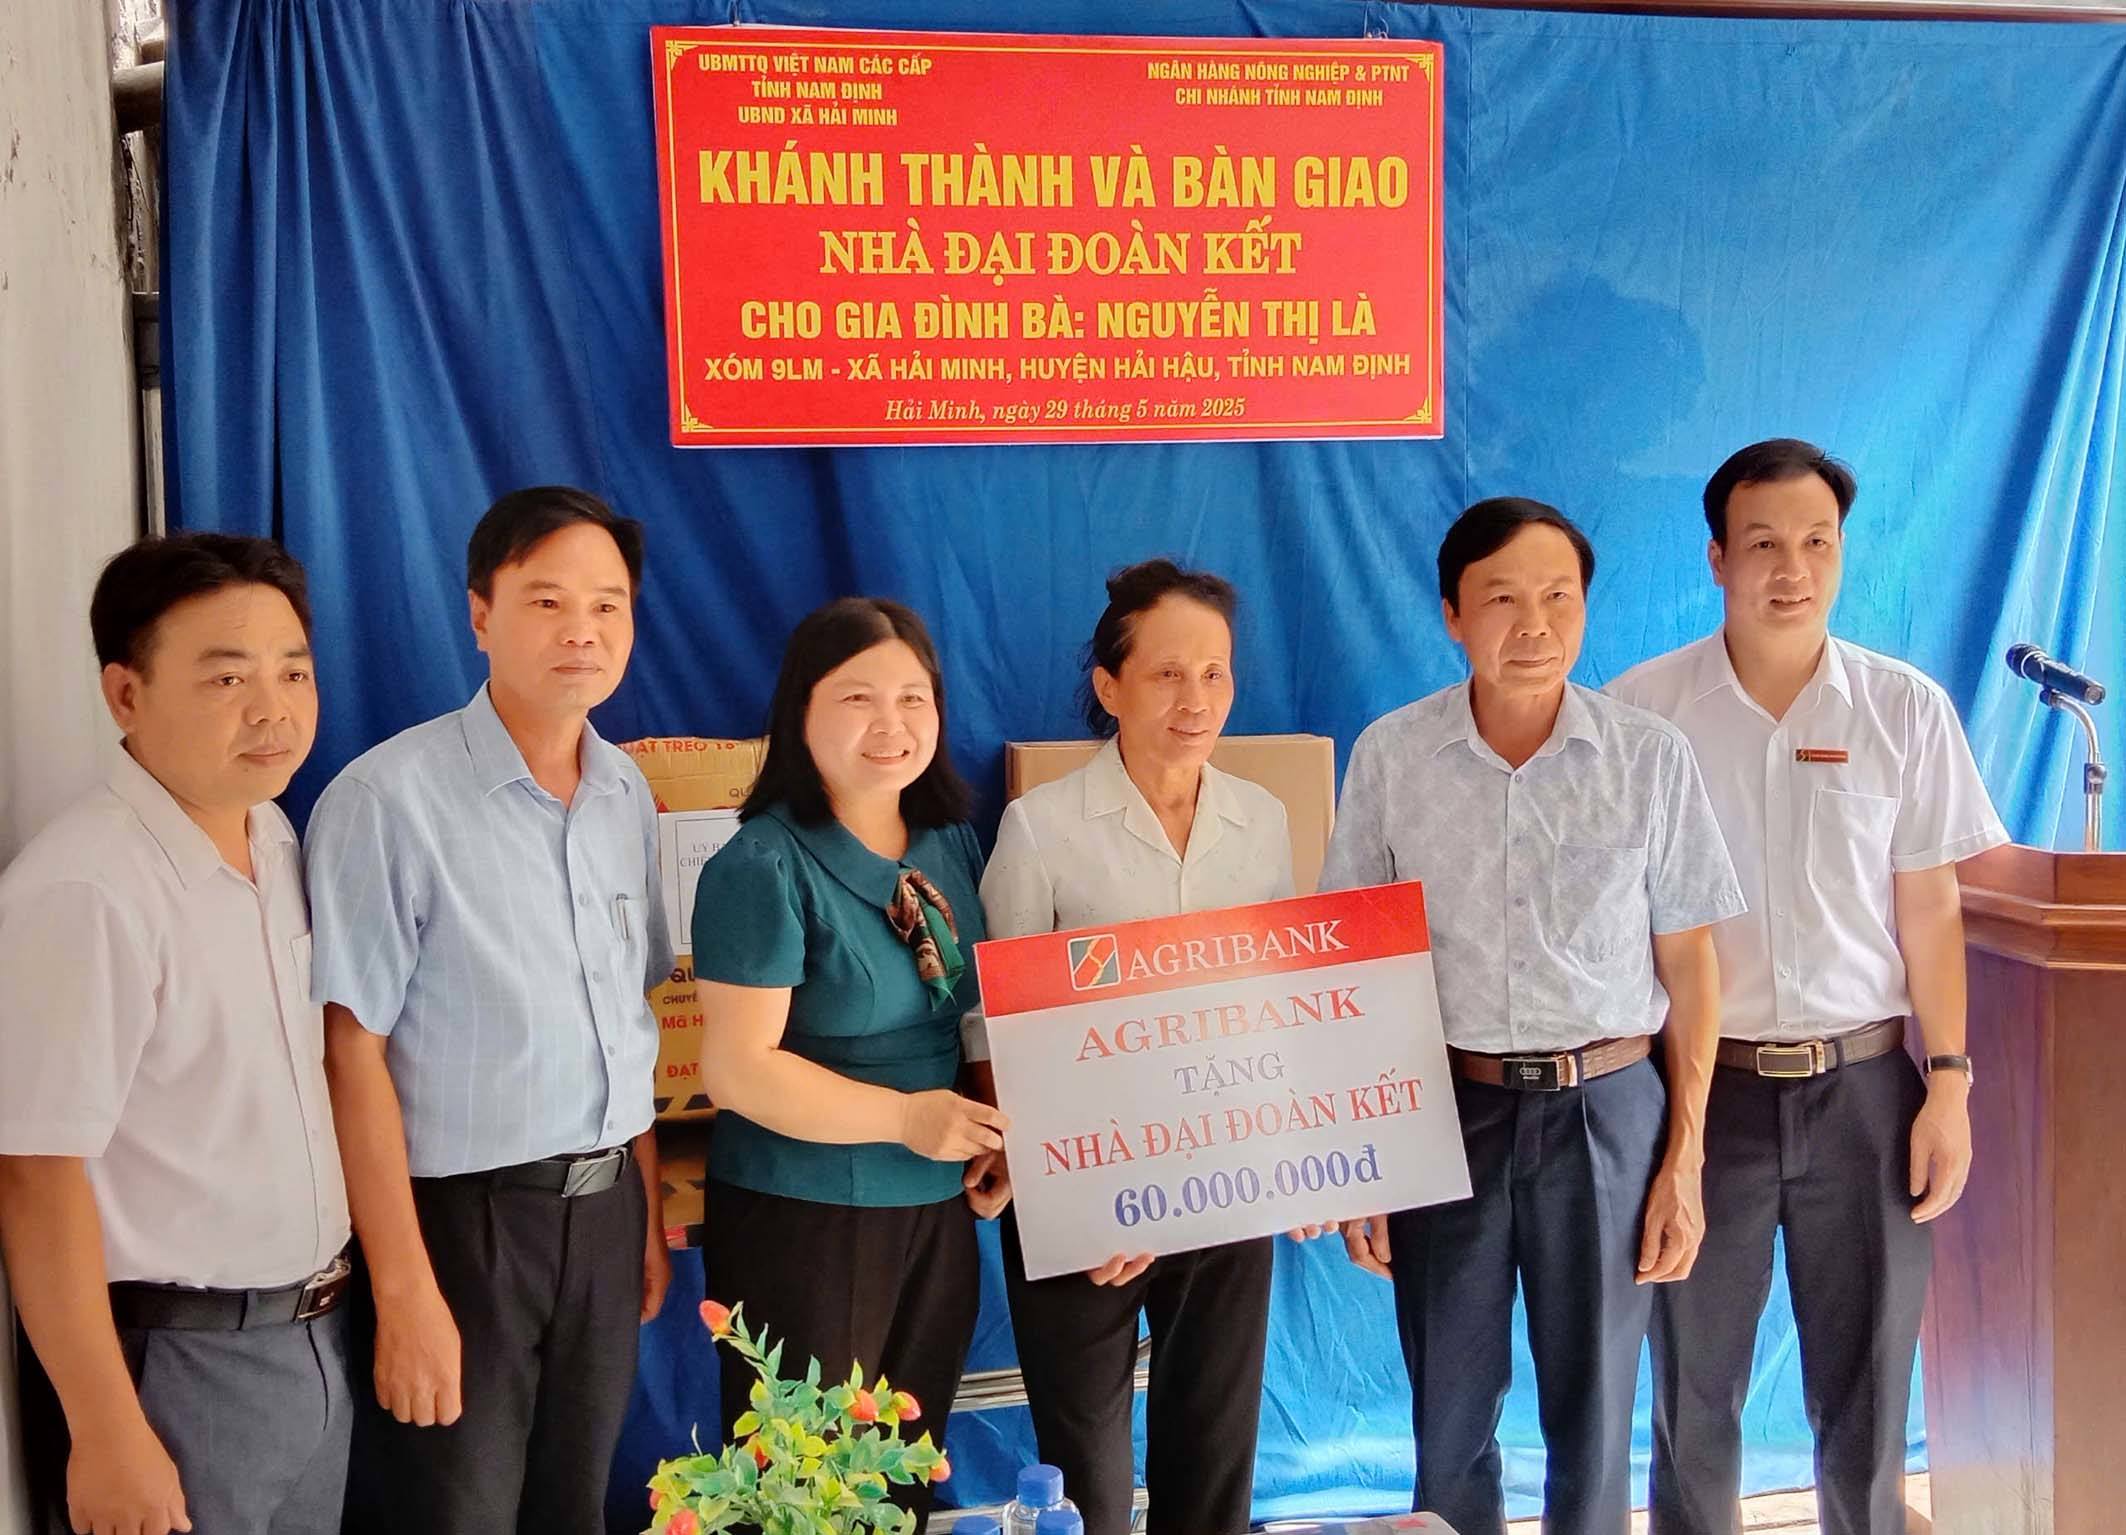 UBMTTQ VIỆT NAM CÁC CẤP
TỈNH NAM ĐỊNH
UBND XÃ HẢI MINH
NGÂN HÀNG NÔNG NGHIỆP & PTNT
CHI NHÁNH TỈNH NAM ĐỊNH
KHÁNH THÀNH VÀ BÀN GIAO
NHÀ ĐẠI ĐOÀN KẾT
CHO GIA ĐÌNH BÀ: NGUYỄN THỊ LÀ
XÓM 9LM - XÃ HẢI MINH, HUYỆN HẢI HẬU, TỈNH NAM ĐỊNH
Hải Minh, ngày 29 tháng 5 năm 2025
TREO
Mã
ĐẠT
AGRIBANK
AGRIBANK
TẶNG
NHÀ ĐẠI ĐOÀN KẾT
60.000.000đ